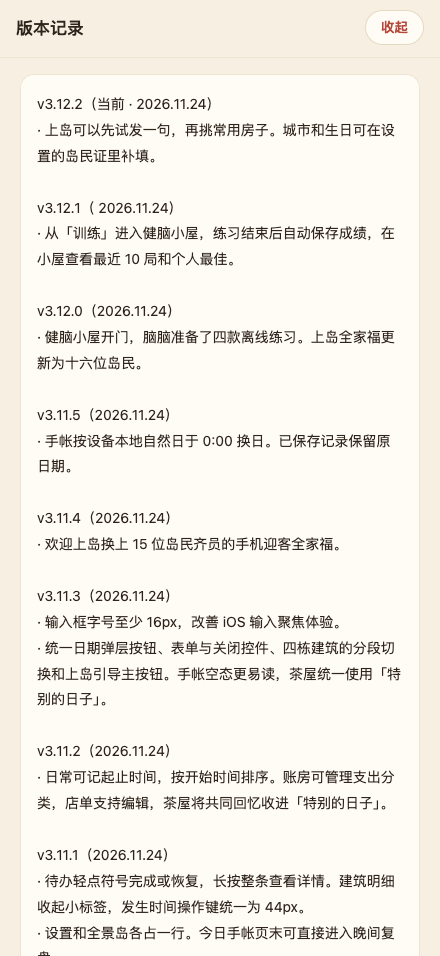 版本记录
收起
v3.12.2（当前 · 2026.11.24）
· 上岛可以先试发一句，再挑常用房子。城市和生日可在设
置的岛民证里补填。
v3.12.1（ 2026.11.24）
· 从「训练」进入健脑小屋，练习结束后自动保存成绩，在
小屋查看最近 10 局和个人最佳。
v3.12.0（2026.11.24）
· 健脑小屋开门，脑脑准备了四款离线练习。上岛全家福更
新为十六位岛民。
v3.11.5（2026.11.24）
· 手帐按设备本地自然日于 0:00 换日。已保存记录保留原
日期。
v3.11.4（2026.11.24）
· 欢迎上岛换上 15 位岛民齐员的手机迎客全家福。
v3.11.3（2026.11.24）
· 输入框字号至少 16px，改善 iOS 输入聚焦体验。
· 统一日期弹层按钮、表单与关闭控件、四栋建筑的分段切
换和上岛引导主按钮。手帐空态更易读，茶屋统一使用「特
别的日子」。
v3.11.2（2026.11.24）
· 日常可记起止时间，按开始时间排序。账房可管理支出分
类，店单支持编辑，茶屋将共同回忆收进「特别的日子」。
v3.11.1（2026.11.24）
· 待办轻点符号完成或恢复，长按整条查看详情。建筑明细
收起小标签，发生时间操作键统一为 44px。
· 设置和全景岛各占一行。今日手帐页末可直接进入晚间复